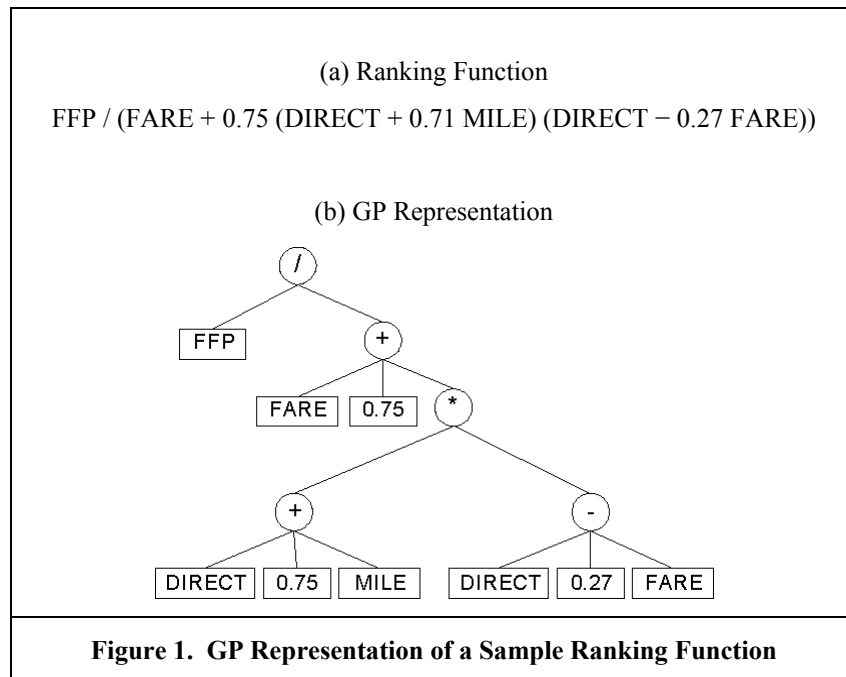 (a) Ranking Function
FFP / (FARE + 0.75 (DIRECT + 0.71 MILE) (DIRECT − 0.27 FARE))
(b) GP Representation
/
FFP
+
FARE 0.75 *
+ -
DIRECT 0.75 MILE DIRECT 0.27 FARE
Figure 1. GP Representation of a Sample Ranking Function